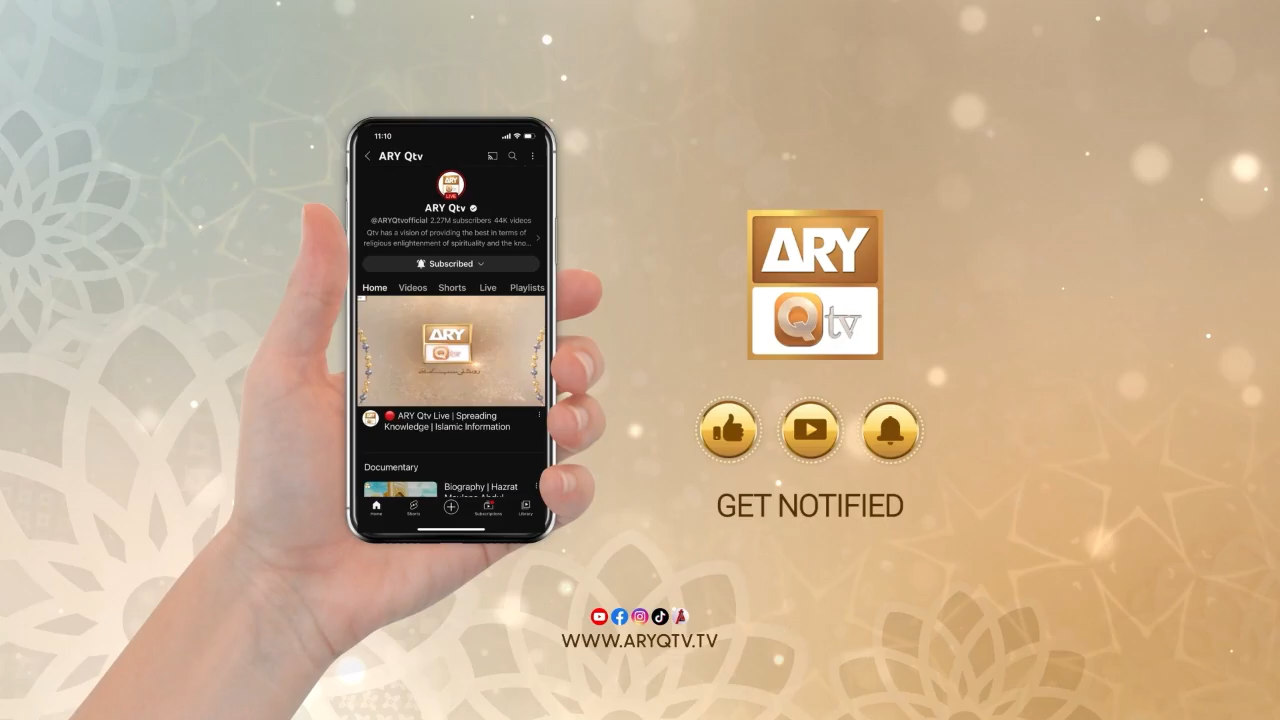 11:10
ARY Qtv
ARY
LIVE
ARY Qtv
@ARYQtvofficial 2.27M subscribers 44K videos
Qtv has a vision of providing the best in terms of
religious enlightenment of spirituality and the kno...
Subscribed
Home Videos Shorts Live Playlists
ARY
Qtv
ARY Qtv Live | Spreading
Knowledge | Islamic Information
Documentary
Biography | Hazrat
Home Shorts Subscriptions Library
ARY
Qtv
GET NOTIFIED
WWW.ARYQTV.TV